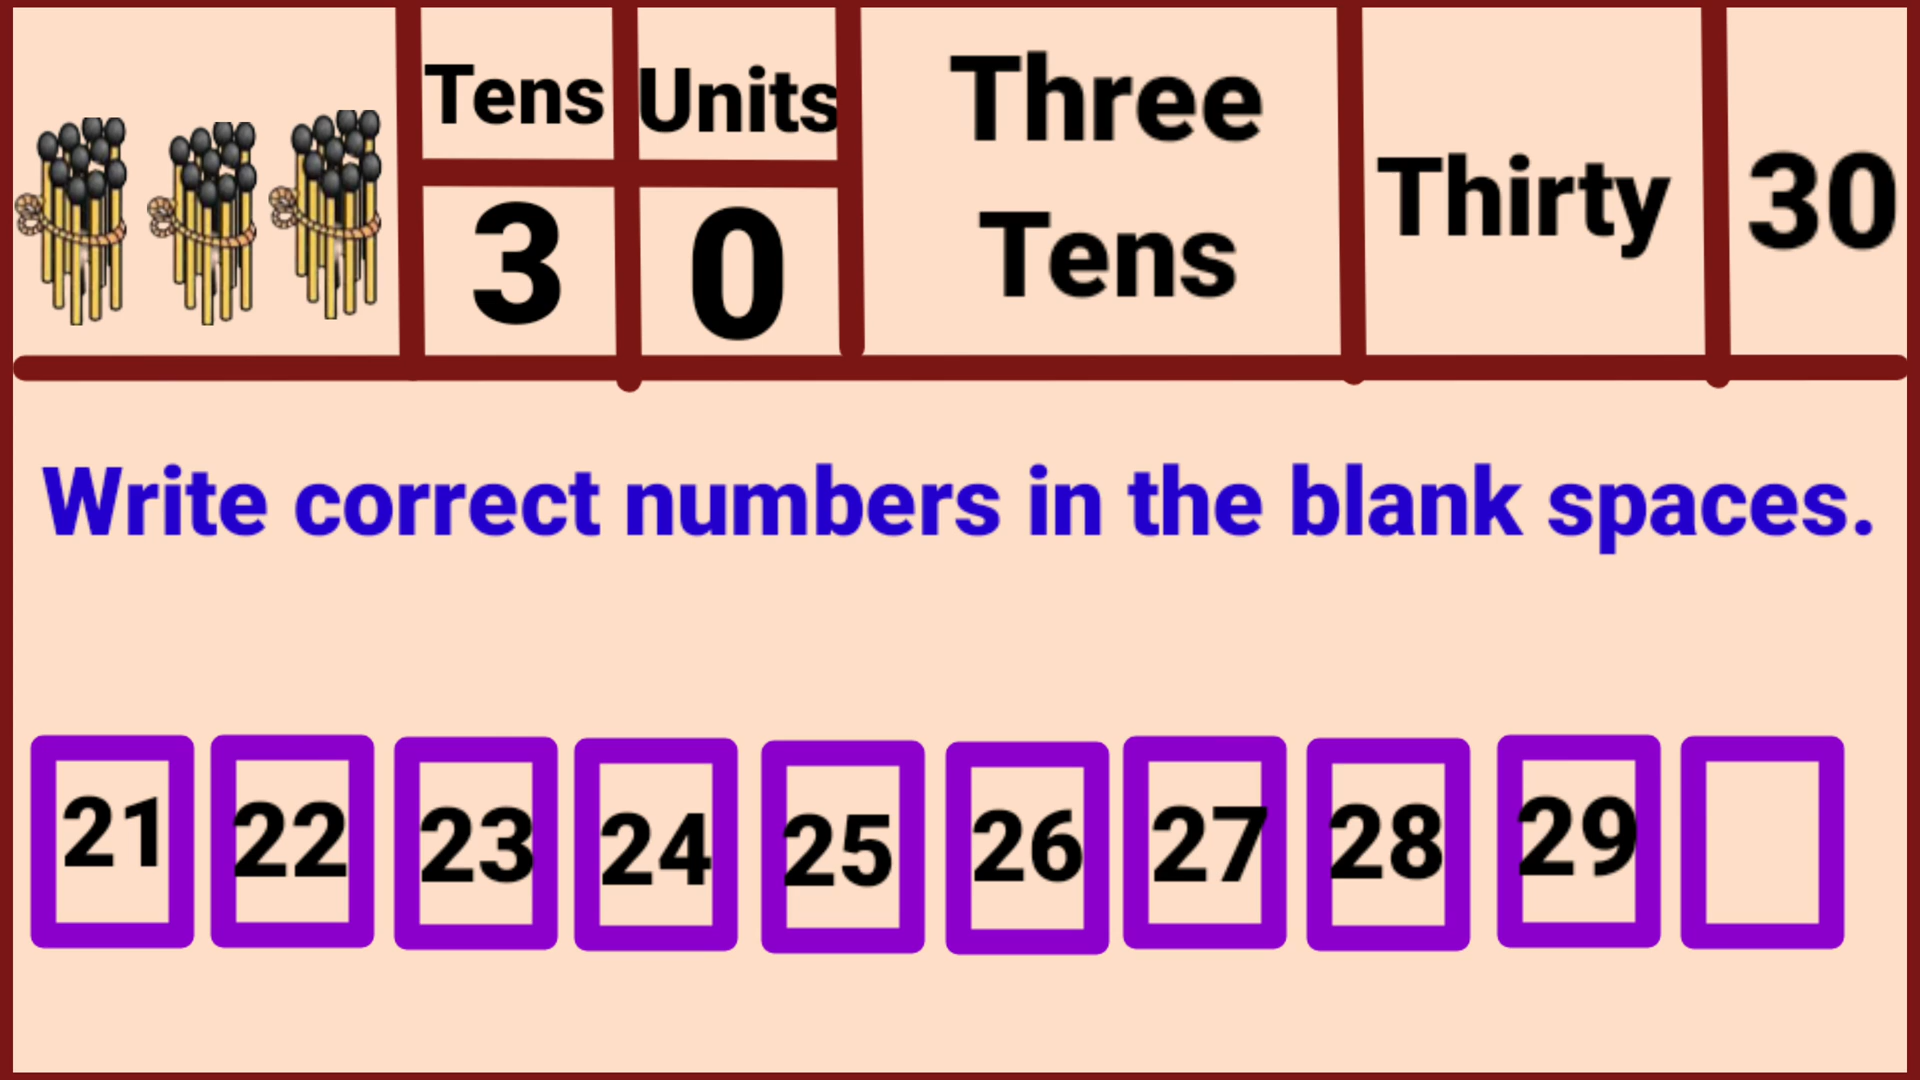 Tens Units Three
Tens Thirty 30
3 0
Write correct numbers in the blank spaces.
21 22 23 24 25 26 27 28 29